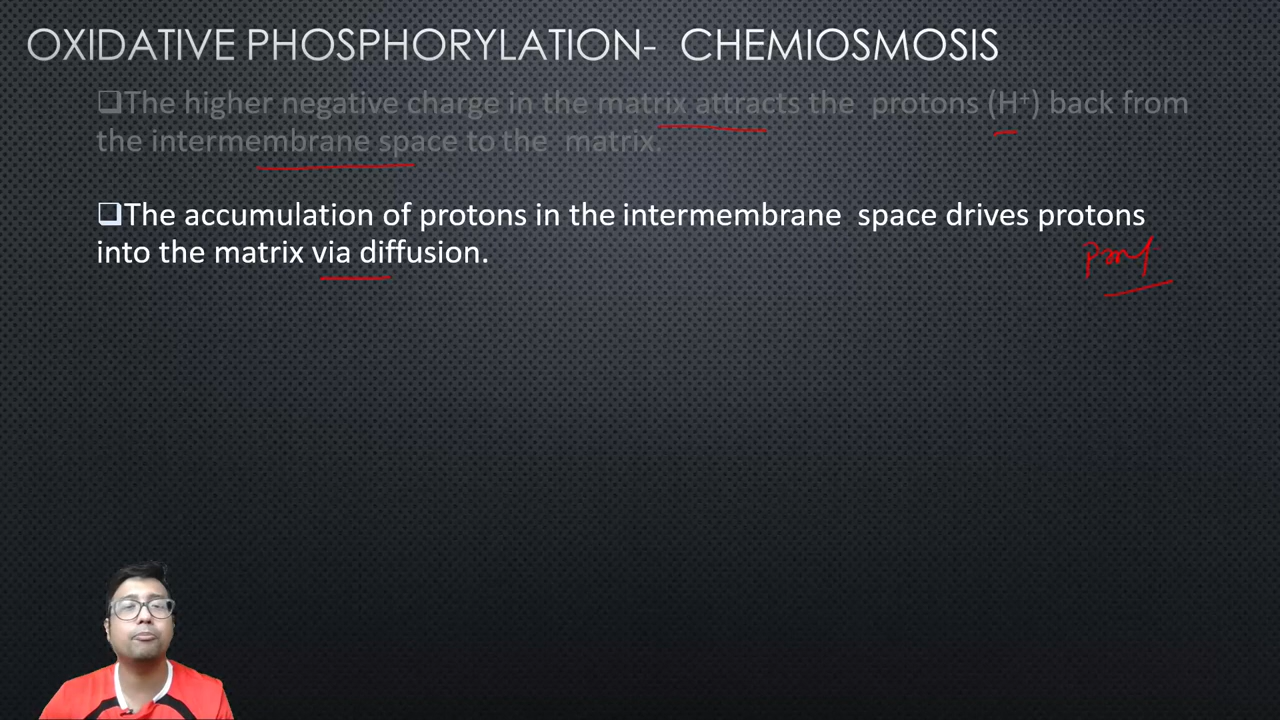 OXIDATIVE PHOSPHORYLATION- CHEMIOSMOSIS
❑The higher negative charge in the matrix attracts the protons (H⁺) back from
the intermembrane space to the matrix.
❑The accumulation of protons in the intermembrane space drives protons
into the matrix via diffusion.